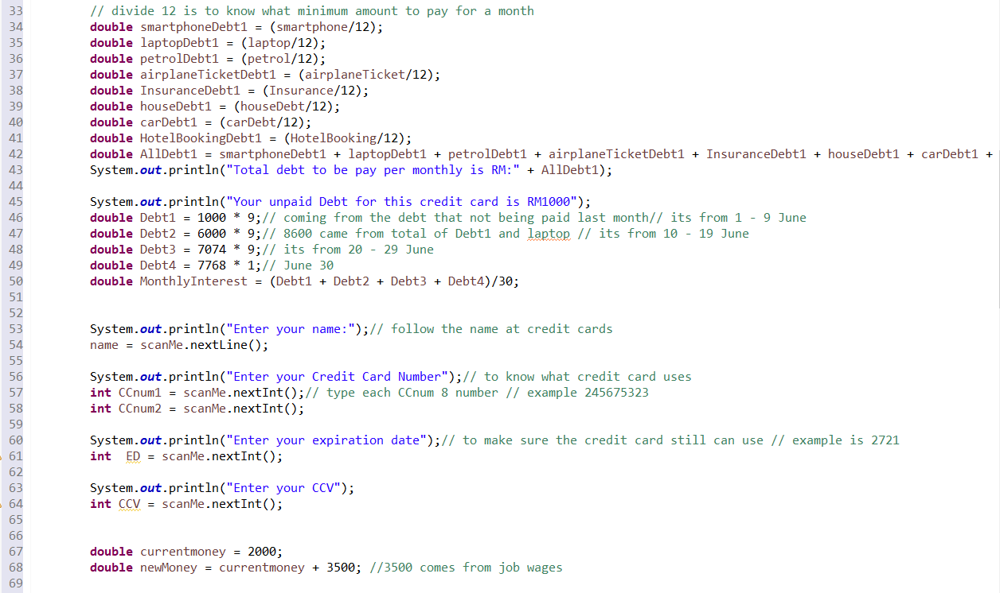 33 // divide 12 is to know what minimum amount to pay for a month
34 double smartphoneDebt1 = (smartphone/12);
35 double laptopDebt1 = (laptop/12);
36 double petrolDebt1 = (petrol/12);
37 double airplaneTicketDebt1 = (airplaneTicket/12);
38 double InsuranceDebt1 = (Insurance/12);
39 double houseDebt1 = (houseDebt/12);
40 double carDebt1 = (carDebt/12);
41 double HotelBookingDebt1 = (HotelBooking/12);
42 double AllDebt1 = smartphoneDebt1 + laptopDebt1 + petrolDebt1 + airplaneTicketDebt1 + InsuranceDebt1 + houseDebt1 + carDebt1 +
43 System.out.println("Total debt to be pay per monthly is RM:" + AllDebt1);
44
45 System.out.println("Your unpaid Debt for this credit card is RM1000");
46 double Debt1 = 1000 * 9;// coming from the debt that not being paid last month// its from 1 - 9 June
47 double Debt2 = 6000 * 9;// 8600 came from total of Debt1 and laptop // its from 10 - 19 June
48 double Debt3 = 7074 * 9;// its from 20 - 29 June
49 double Debt4 = 7768 * 1;// June 30
50 double MonthlyInterest = (Debt1 + Debt2 + Debt3 + Debt4)/30;
51
52
53 System.out.println("Enter your name:");// follow the name at credit cards
54 name = scanMe.nextLine();
55
56 System.out.println("Enter your Credit Card Number");// to know what credit card uses
57 int CCnum1 = scanMe.nextInt();// type each CCnum 8 number // example 245675323
58 int CCnum2 = scanMe.nextInt();
59
60 System.out.println("Enter your expiration date");// to make sure the credit card still can use // example is 2721
61 int ED = scanMe.nextInt();
62
63 System.out.println("Enter your CCV");
64 int CCV = scanMe.nextInt();
65
66
67 double currentmoney = 2000;
68 double newMoney = currentmoney + 3500; //3500 comes from job wages
69